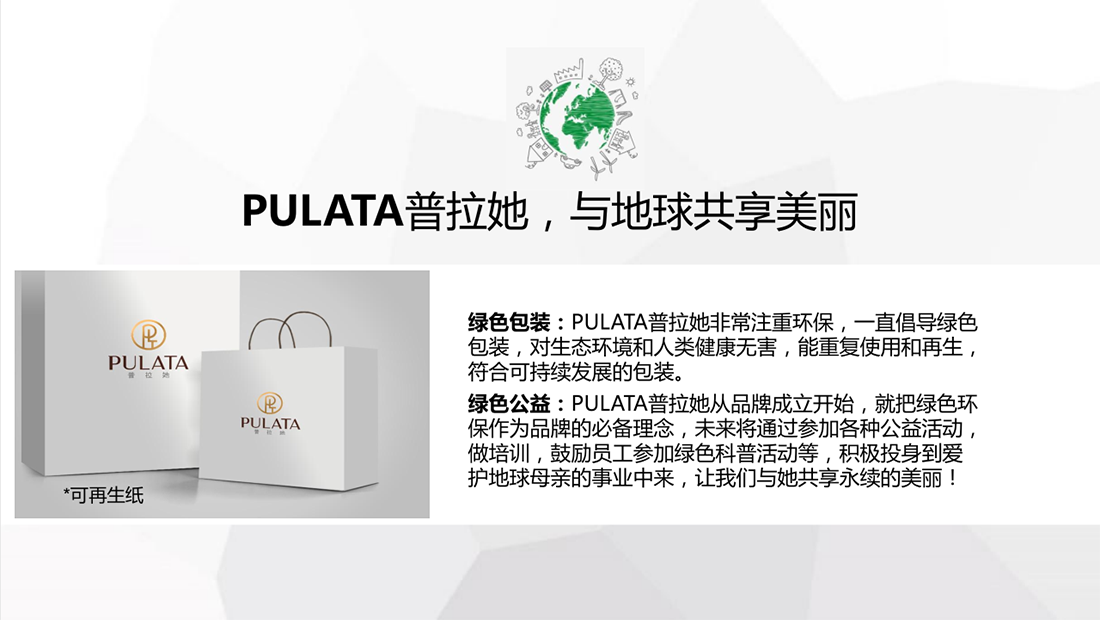 PULATA普拉她，与地球共享美丽
PULATA
普拉她
PULATA
普拉她
*可再生纸
绿色包装：PULATA普拉她非常注重环保，一直倡导绿色
包装，对生态环境和人类健康无害，能重复使用和再生，
符合可持续发展的包装。
绿色公益：PULATA普拉她从品牌成立开始，就把绿色环
保作为品牌的必备理念，未来将通过参加各种公益活动，
做培训，鼓励员工参加绿色科普活动等，积极投身到爱
护地球母亲的事业中来，让我们与她共享永续的美丽！